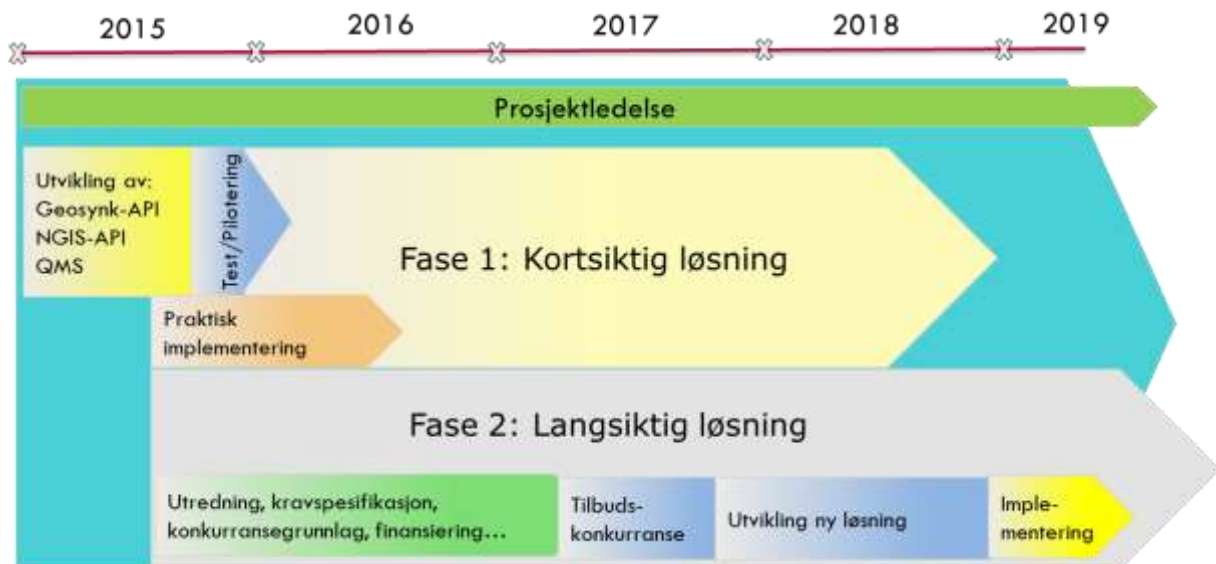 2015 2016 2017 2018 2019
Prosjektledelse
Utvikling av:
Geosynk-API
NGIS-API
QMS
Test/Pilotering
Fase 1: Kortsiktig løsning
Praktisk
implementering
Fase 2: Langsiktig løsning
Utredning, kravspesifikasjon,
konkurransegrunnlag, finansiering...
Tilbuds-
konkurranse
Utvikling ny løsning
Imple-
mentering